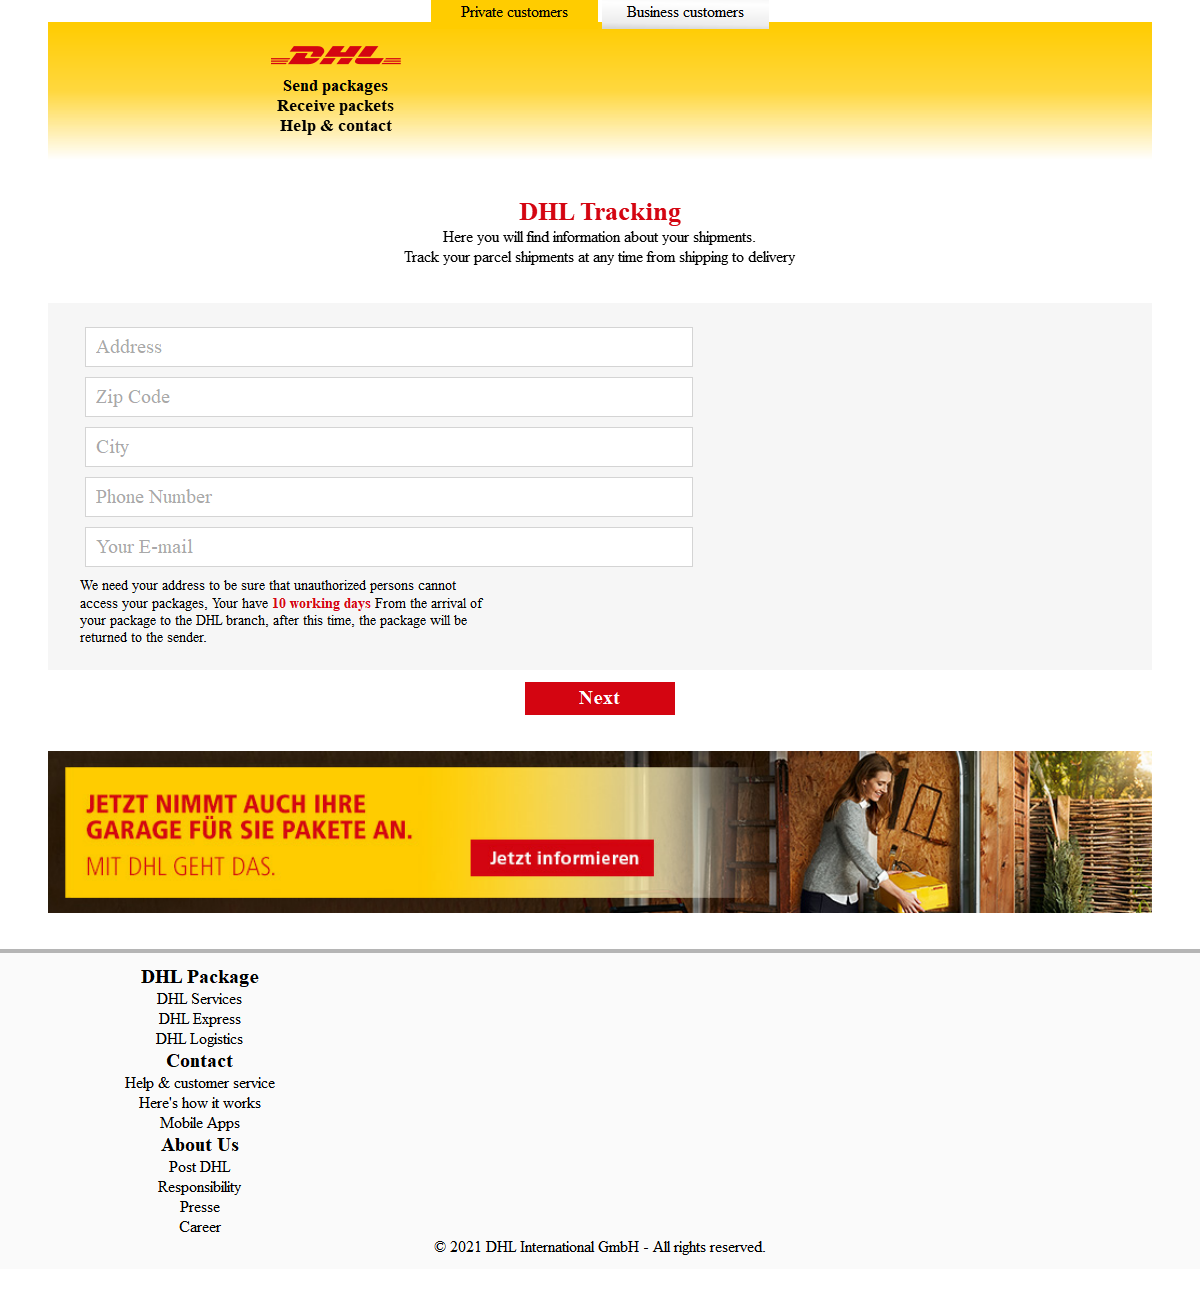 Private customers
Business customers
DHL
Send packages
Receive packets
Help & contact
DHL Tracking
Here you will find information about your shipments.
Track your parcel shipments at any time from shipping to delivery
Address
Zip Code
City
Phone Number
Your E-mail
We need your address to be sure that unauthorized persons cannot
access your packages, Your have 10 working days From the arrival of
your package to the DHL branch, after this time, the package will be
returned to the sender.
Next
JETZT NIMMT AUCH IHRE
GARAGE FÜR SIE PAKETE AN.
MIT DHL GEHT DAS.
Jetzt informieren
DHL Package
DHL Services
DHL Express
DHL Logistics
Contact
Help & customer service
Here's how it works
Mobile Apps
About Us
Post DHL
Responsibility
Presse
Career
© 2021 DHL International GmbH - All rights reserved.